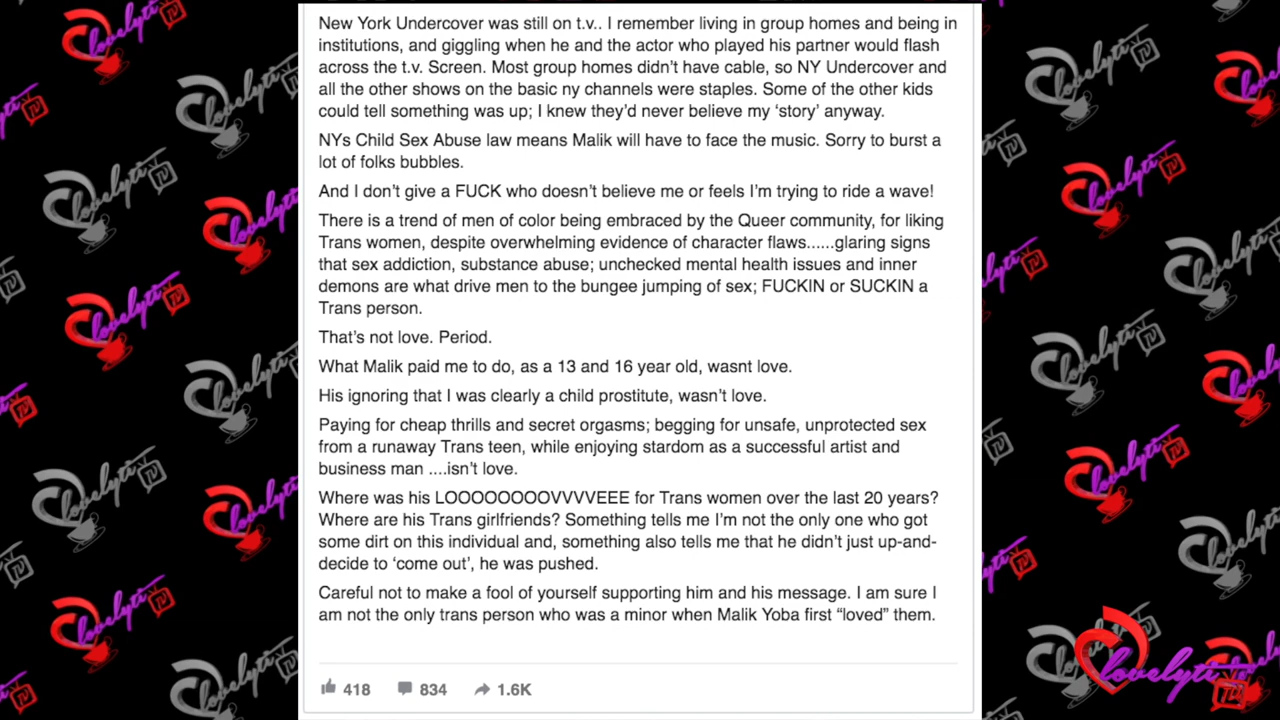 New York Undercover was still on t.v.. I remember living in group homes and being in
institutions, and giggling when he and the actor who played his partner would flash
across the t.v. Screen. Most group homes didn't have cable, so NY Undercover and
all the other shows on the basic ny channels were staples. Some of the other kids
could tell something was up; I knew they'd never believe my 'story' anyway.
NYs Child Sex Abuse law means Malik will have to face the music. Sorry to burst a
lot of folks bubbles.
And I don't give a FUCK who doesn't believe me or feels I'm trying to ride a wave!
There is a trend of men of color being embraced by the Queer community, for liking
Trans women, despite overwhelming evidence of character flaws......glaring signs
that sex addiction, substance abuse; unchecked mental health issues and inner
demons are what drive men to the bungee jumping of sex; FUCKIN or SUCKIN a
Trans person.
That's not love. Period.
What Malik paid me to do, as a 13 and 16 year old, wasnt love.
His ignoring that I was clearly a child prostitute, wasn't love.
Paying for cheap thrills and secret orgasms; begging for unsafe, unprotected sex
from a runaway Trans teen, while enjoying stardom as a successful artist and
business man ....isn't love.
Where was his LOOOOOOOOVVVVEEE for Trans women over the last 20 years?
Where are his Trans girlfriends? Something tells me I'm not the only one who got
some dirt on this individual and, something also tells me that he didn't just up-and-
decide to 'come out', he was pushed.
Careful not to make a fool of yourself supporting him and his message. I am sure I
am not the only trans person who was a minor when Malik Yoba first "loved" them.
418 834 1.6K
lovelyti TV